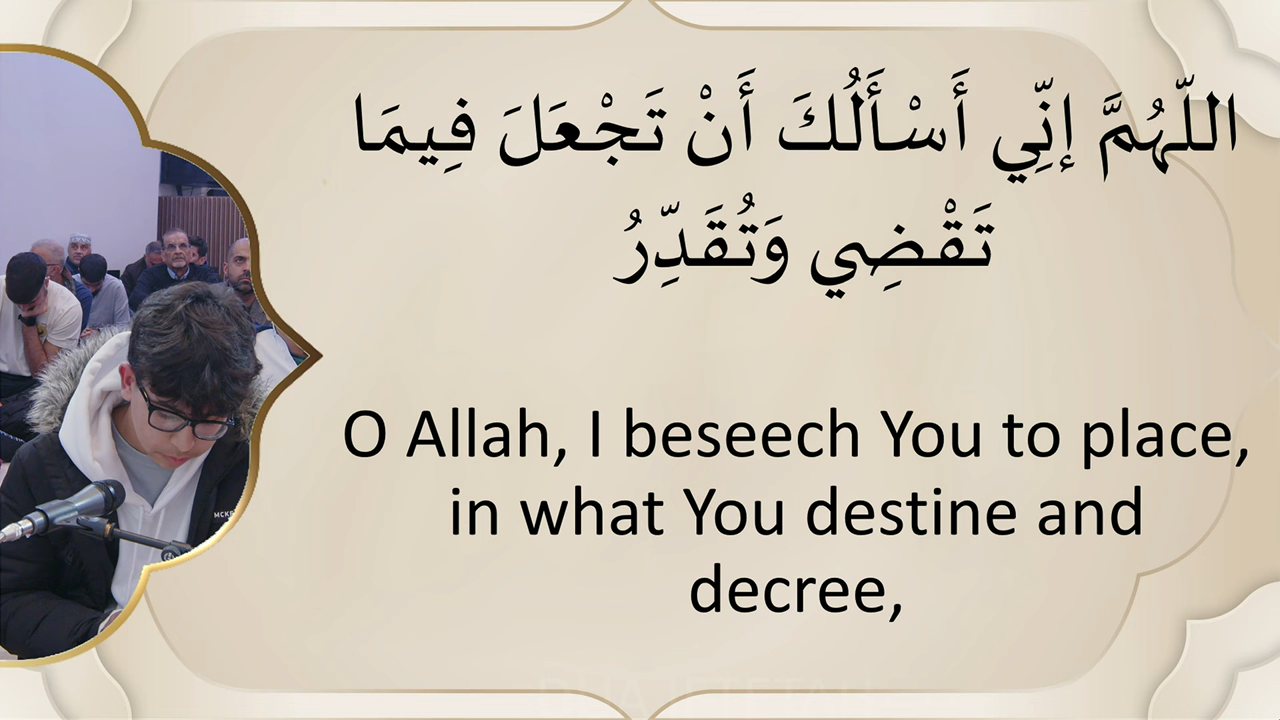 اللّهُمَّ إِنِّي أَسْأَلُكَ أَنْ تَجْعَلَ فِيمَا
تَقْضِي وَتُقَدِّرُ
O Allah, I beseech You to place,
in what You destine and
decree,